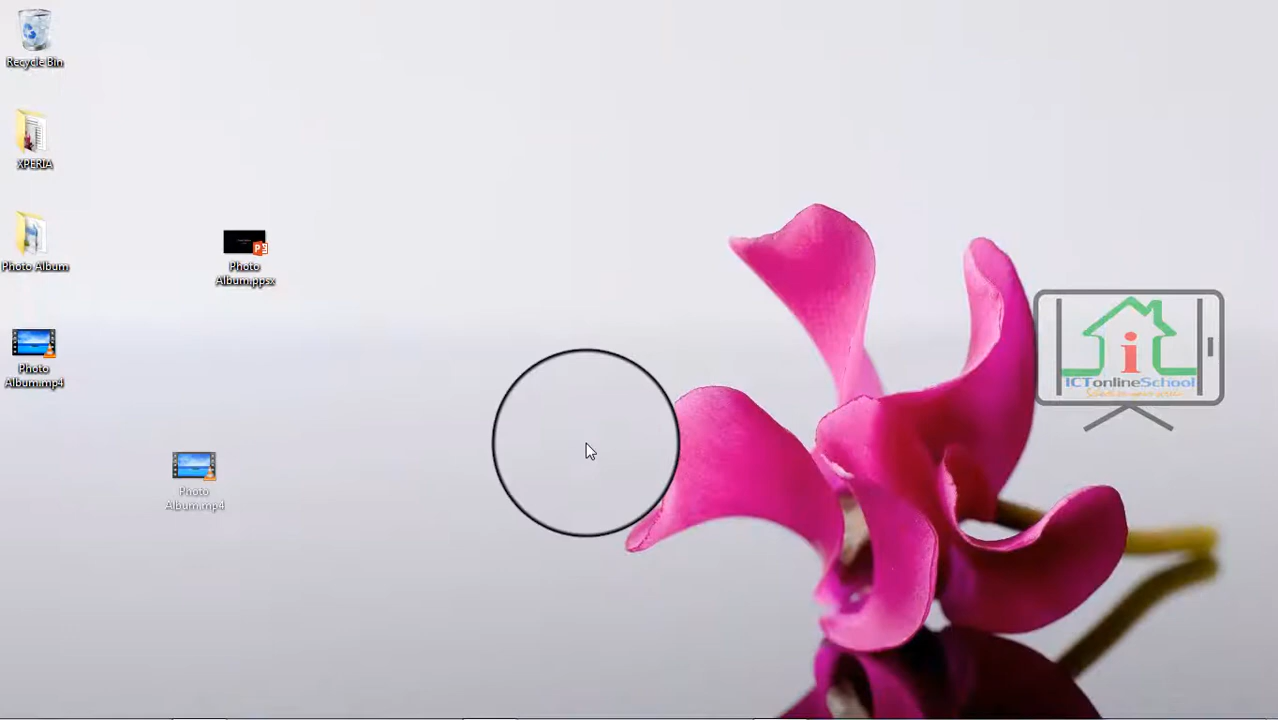 Recycle Bin
XPERIA
Photo Album
Photo
Album.ppsx
Photo
Album.mp4
Photo
Album.mp4
i
ICTonlineSchool